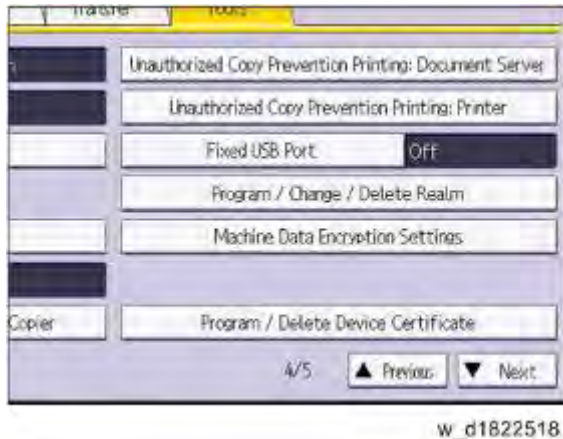 Tools
Unauthorized Copy Prevention Printing: Document Server
Unauthorized Copy Prevention Printing: Printer
Fixed USB Port Off
Program / Change / Delete Realm
Machine Data Encryption Settings
Copier Program / Delete Device Certificate
4/5 ▲ Previous ▼ Next
w_d1822518